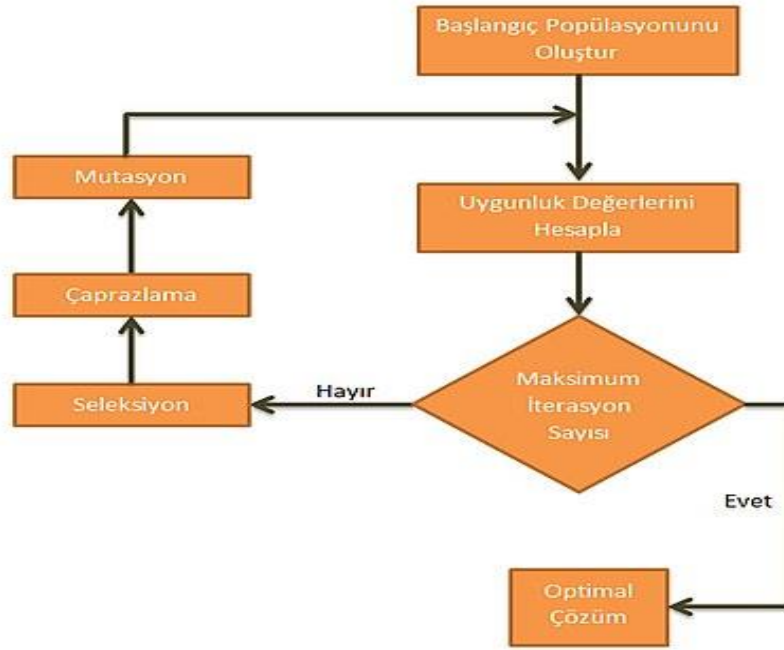 Başlangıç Popülasyonunu
Oluştur
Mutasyon
Uygunluk Değerlerini
Hesapla
Çaprazlama
Seleksiyon
Hayır
Maksimum
İterasyon
Sayısı
Evet
Optimal
Çözüm